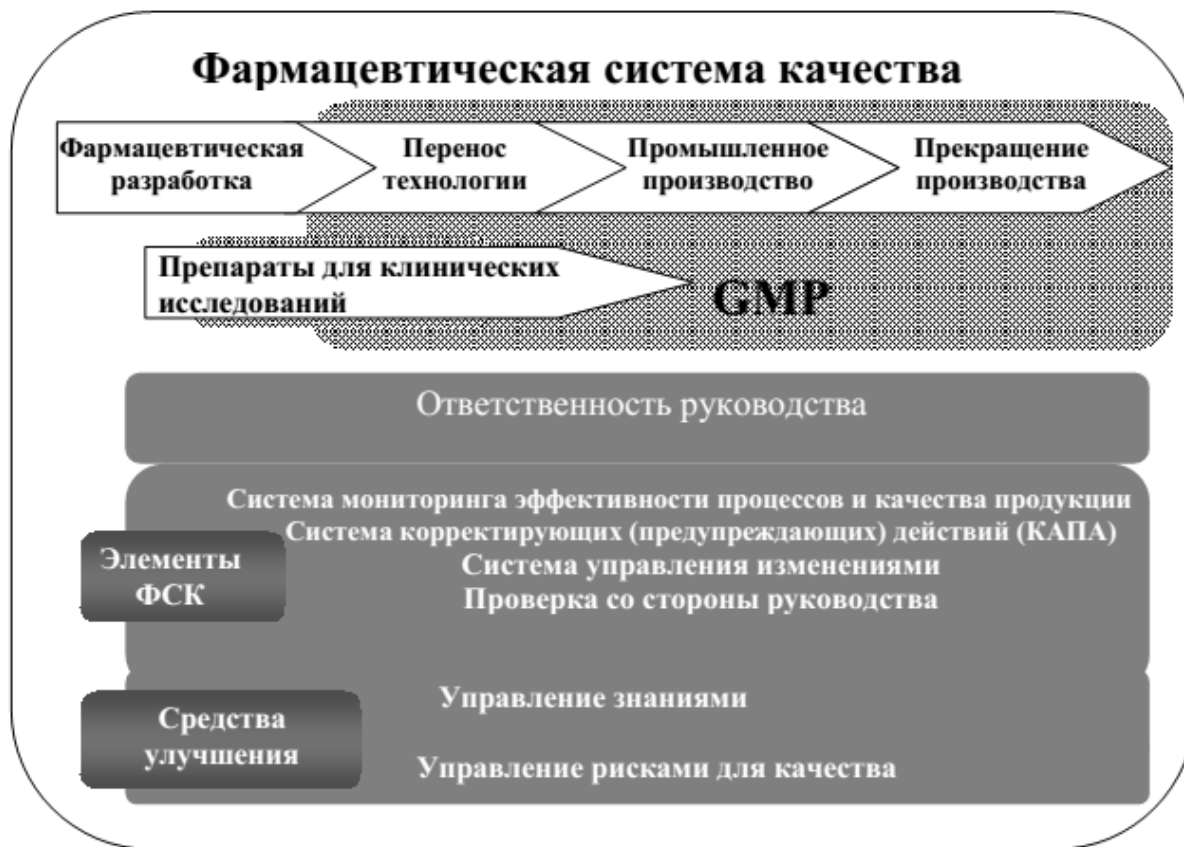 Фармацевтическая система качества
Фармацевтическая
разработка
Перенос
технологии
Промышленное
производство
Прекращение
производства
Препараты для клинических
исследований
GMP
Ответственность руководства
Система мониторинга эффективности процессов и качества продукции
Система корректирующих (предупреждающих) действий (КАПА)
Система управления изменениями
Проверка со стороны руководства
Элементы
ФСК
Управление знаниями
Средства
улучшения
Управление рисками для качества